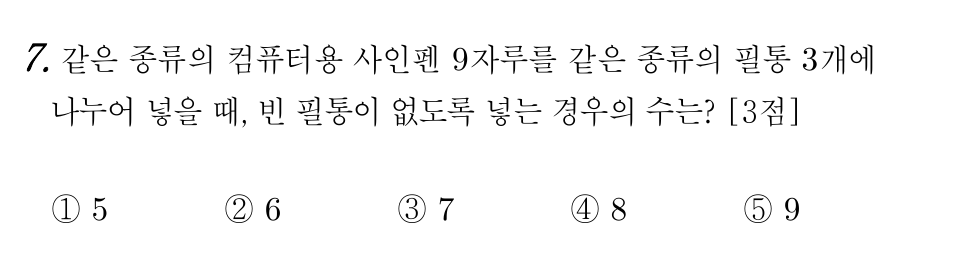 7. 같은 종류의 컴퓨터용 사인펜 9자루를 같은 종류의 필통 3개에
나누어 넣을 때, 빈 필통이 없도록 넣는 경우의 수는? [3점]
① 5 ② 6 ③ 7 ④ 8 ⑤ 9